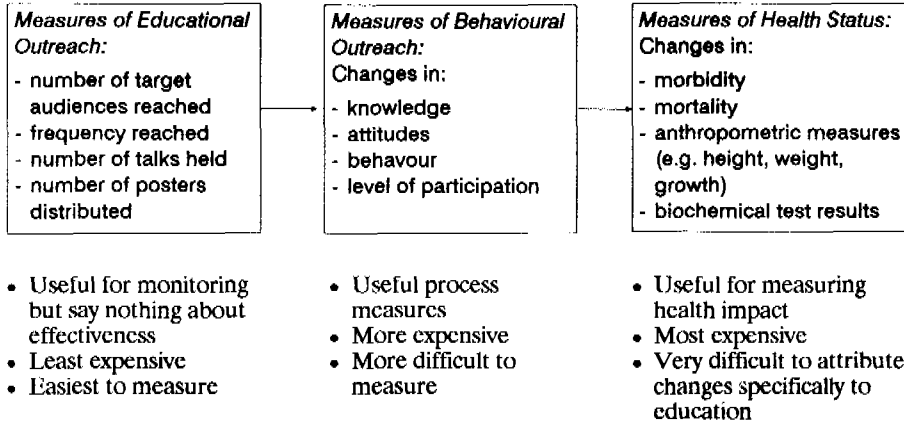 Measures of Educational
Outreach:
- number of target
audiences reached
- frequency reached
- number of talks held
- number of posters
distributed
Measures of Behavioural
Outreach:
Changes in:
- knowledge
- attitudes
- behavour
- level of participation
Measures of Health Status:
Changes in:
- morbidity
- mortality
- anthropometric measures
(e.g. height, weight,
growth)
- biochemical test results
• Useful for monitoring
but say nothing about
effectiveness
• Least expensive
• Easiest to measure
• Useful process
measures
• More expensive
• More difficult to
measure
• Useful for measuring
health impact
• Most expensive
• Very difficult to attribute
changes specifically to
education